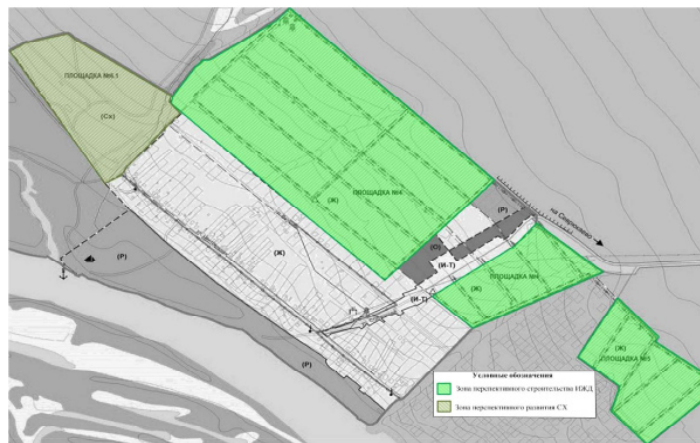 ПЛОЩАДКА №6.1
(Сх)
ПЛОЩАДКА №4
(Ж)
(Р)
на Свиридово
(О)
(И-Т)
ПЛОЩАДКА №4
(Ж)
(Ж)
(И-Т)
(Р)
(Р)
(Ж)
ПЛОЩАДКА №5
Условные обозначения
Зона перспективного строительства ИЖД
Зона перспективного развития СХ